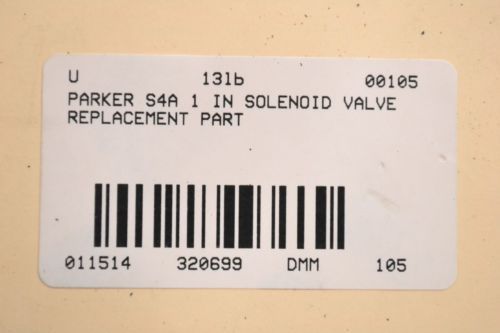 U 13lb 00105
PARKER S4A 1 IN SOLENOID VALVE
REPLACEMENT PART
011514 320699 DMM 105